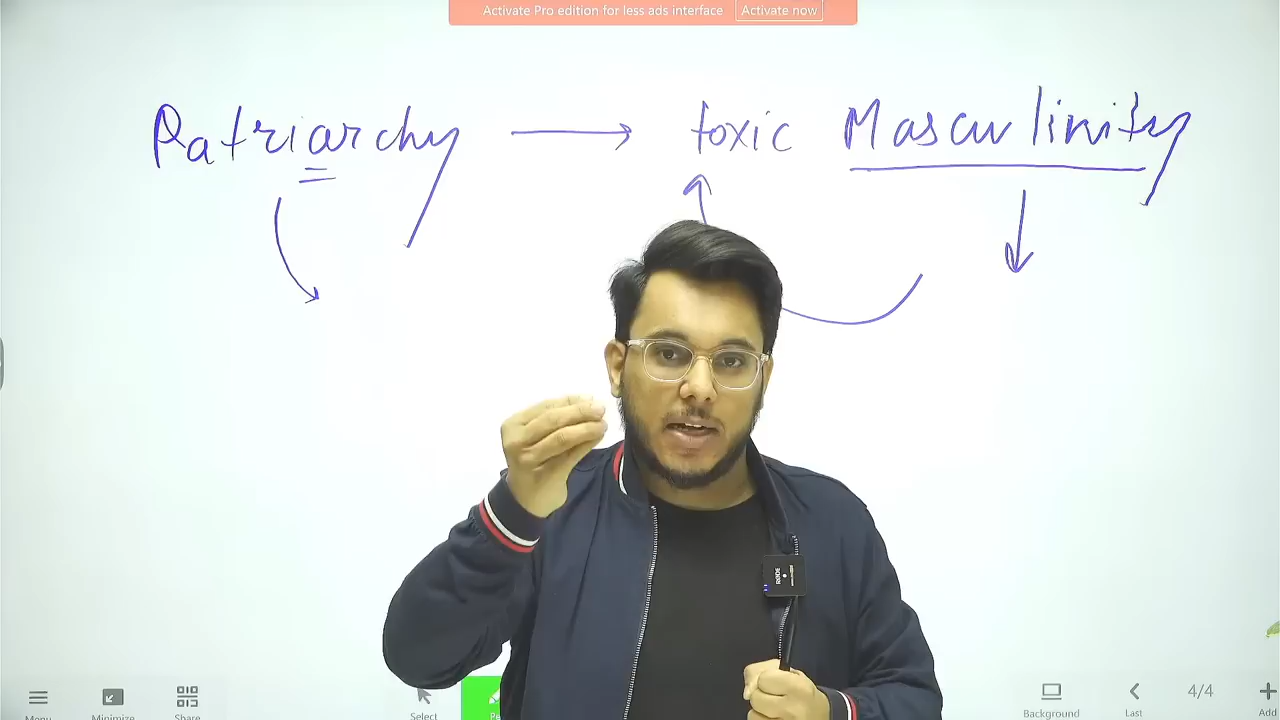 Activate Pro edition for less ads interface Activate now
Patriarchy → toxic Masculinity
RØDE
Menu Minimize Share Select Background Last 4/4 Add